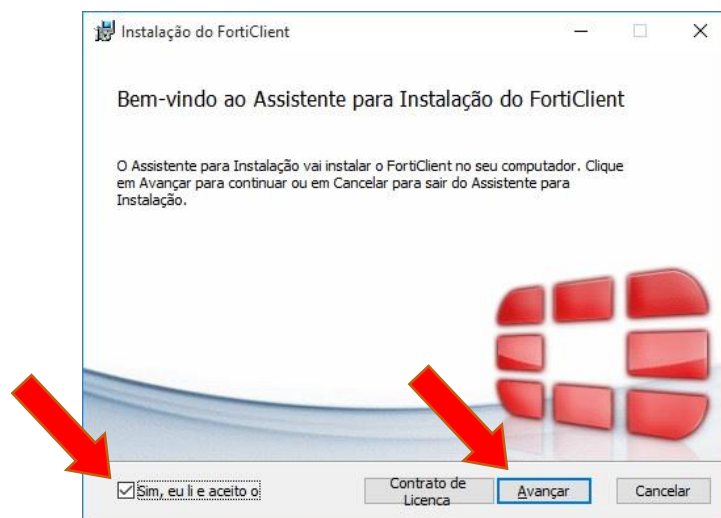 Instalação do FortiClient
Bem-vindo ao Assistente para Instalação do FortiClient
O Assistente para Instalação vai instalar o FortiClient no seu computador. Clique
em Avançar para continuar ou em Cancelar para sair do Assistente para
Instalação.
Sim, eu li e aceito o
Contrato de
Licenca
Avançar
Cancelar